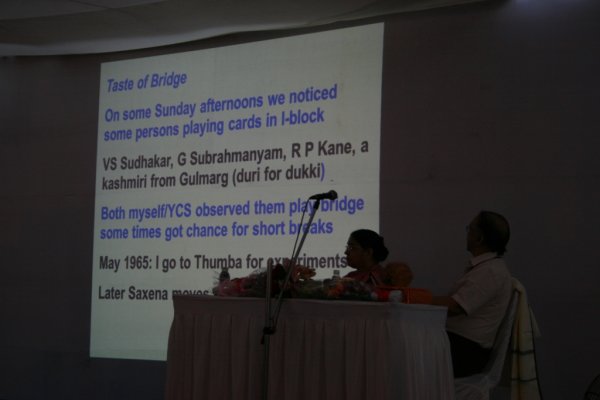 Taste of Bridge
On some Sunday afternoons we noticed
some persons playing cards in I-block
VS Sudhakar, G Subrahmanyam, R P Kane, a
kashmiri from Gulmarg (duri for dukki)
Both myself/YCS observed them play bridge
some times got chance for short breaks
May 1965: I go to Thumba for experiments
Later Saxena moves